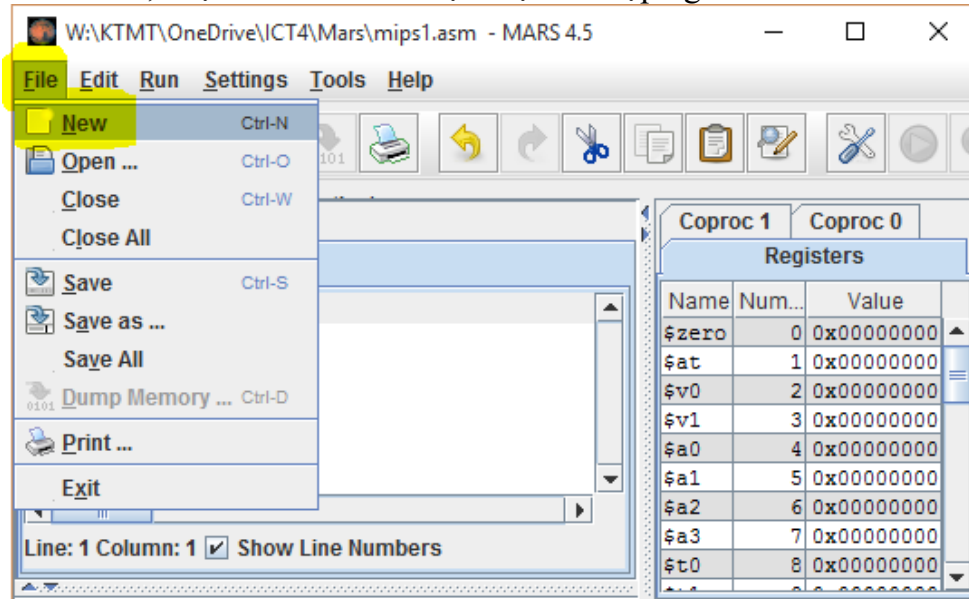 W:\KTMT\OneDrive\ICT4\Mars\mips1.asm - MARS 4.5
File Edit Run Settings Tools Help
New Ctrl-N
Open ... Ctrl-O
Close Ctrl-W
Close All
Save Ctrl-S
Save as ...
Save All
Dump Memory ... Ctrl-D
Print ...
Exit
Line: 1 Column: 1 Show Line Numbers
Coproc 1 Coproc 0
Registers
Name Num... Value
$zero 0 0x00000000
$at 1 0x00000000
$v0 2 0x00000000
$v1 3 0x00000000
$a0 4 0x00000000
$a1 5 0x00000000
$a2 6 0x00000000
$a3 7 0x00000000
$t0 8 0x00000000